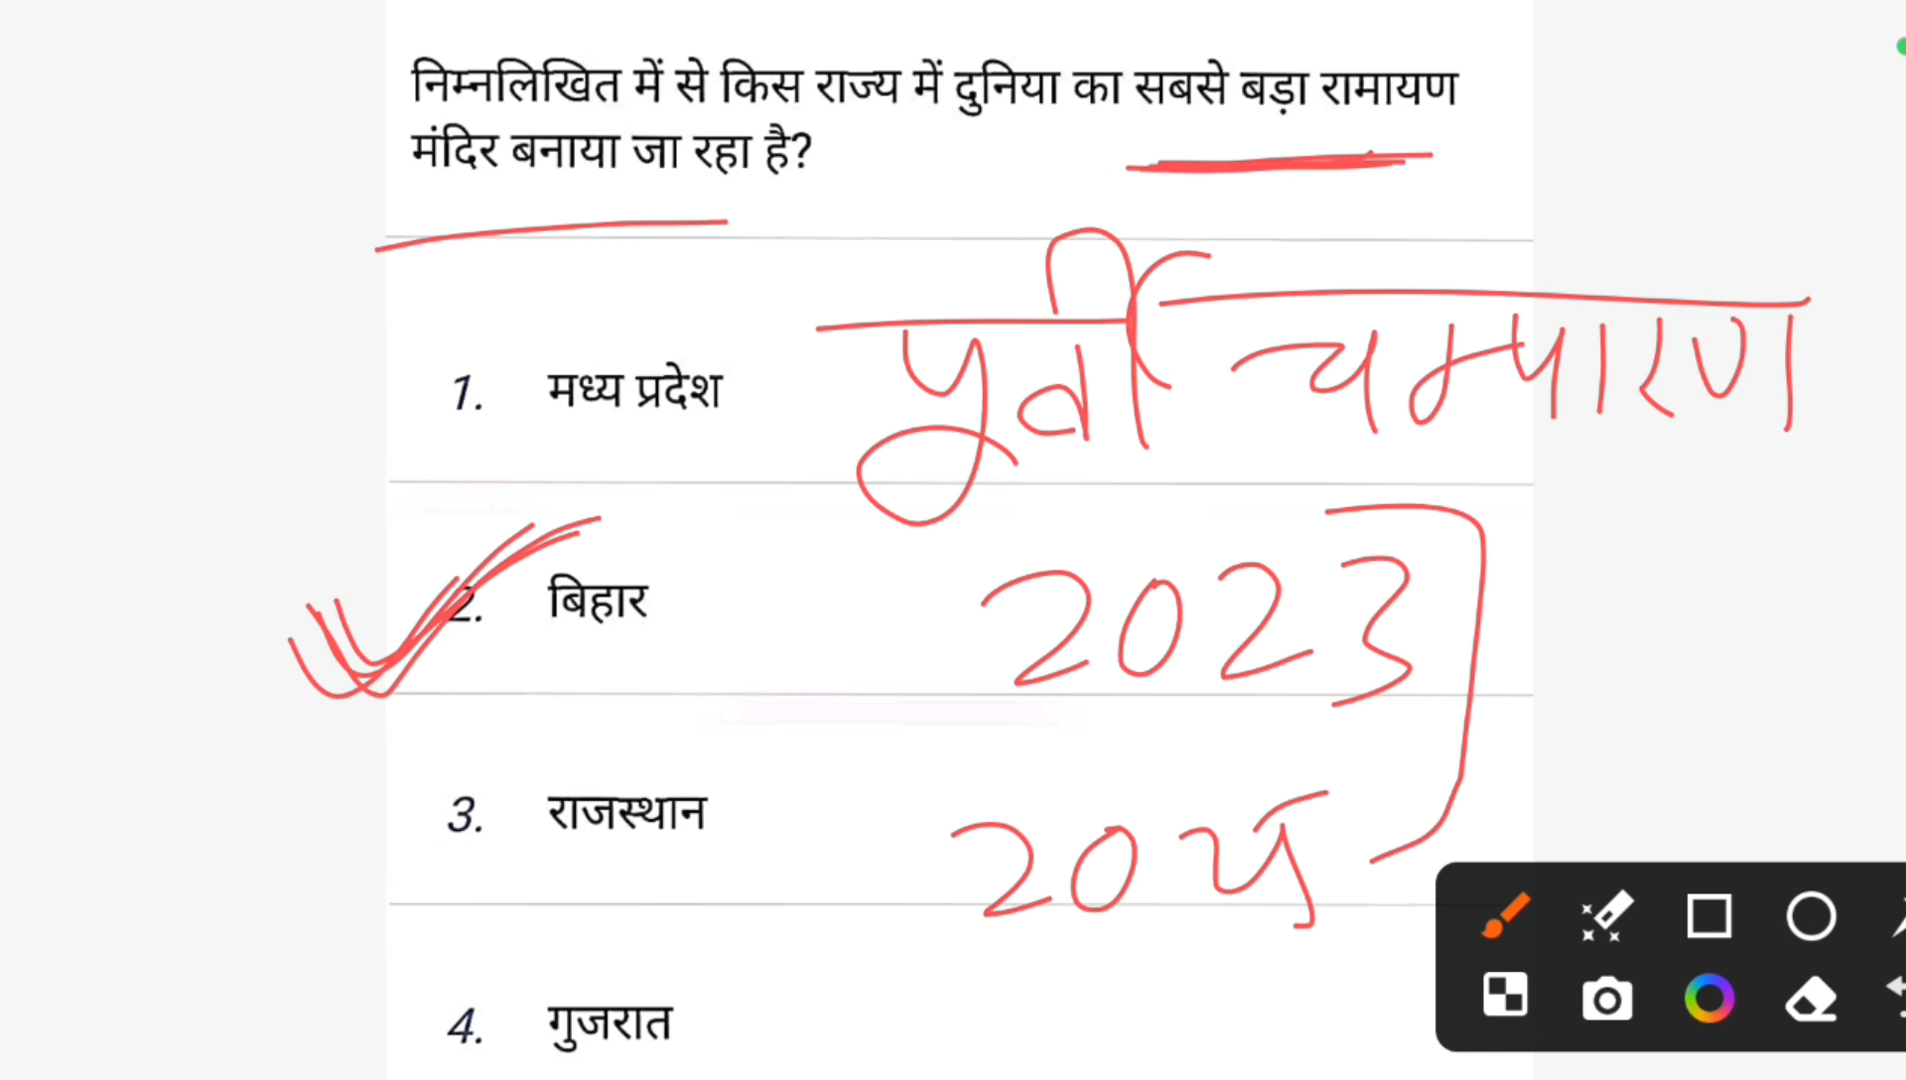 निम्नलिखित में से किस राज्य में दुनिया का सबसे बड़ा रामायण
मंदिर बनाया जा रहा है?
पुर्वी चम्पारण
1. मध्य प्रदेश
2. बिहार
2023
3. राजस्थान
2025
4. गुजरात